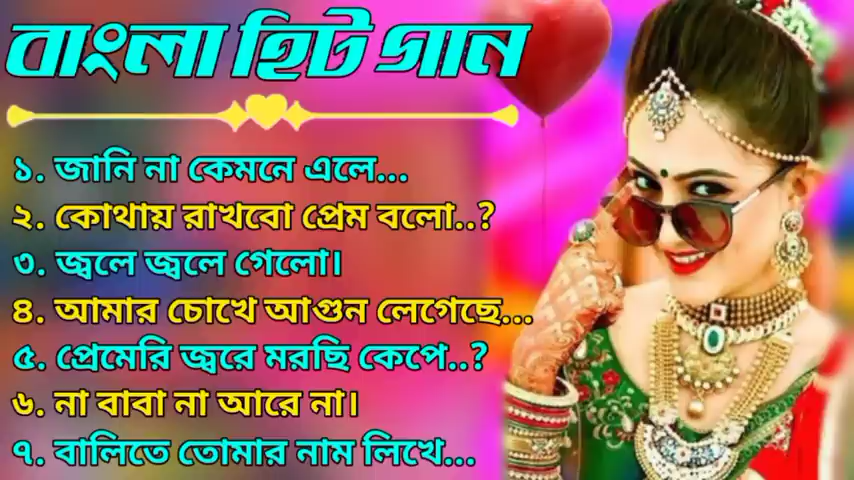 বাংলা হিট গান
১. জানি না কেমনে এলে...
২. কোথায় রাখবো প্রেম বলো..?
৩. জ্বলে জ্বলে গেলো।
৪. আমার চোখে আগুন লেগেছে...
৫. প্রেমেরি জ্বরে মরছি কেপে..?
৬. না বাবা না আরে না।
৭. বালিতে তোমার নাম লিখে...